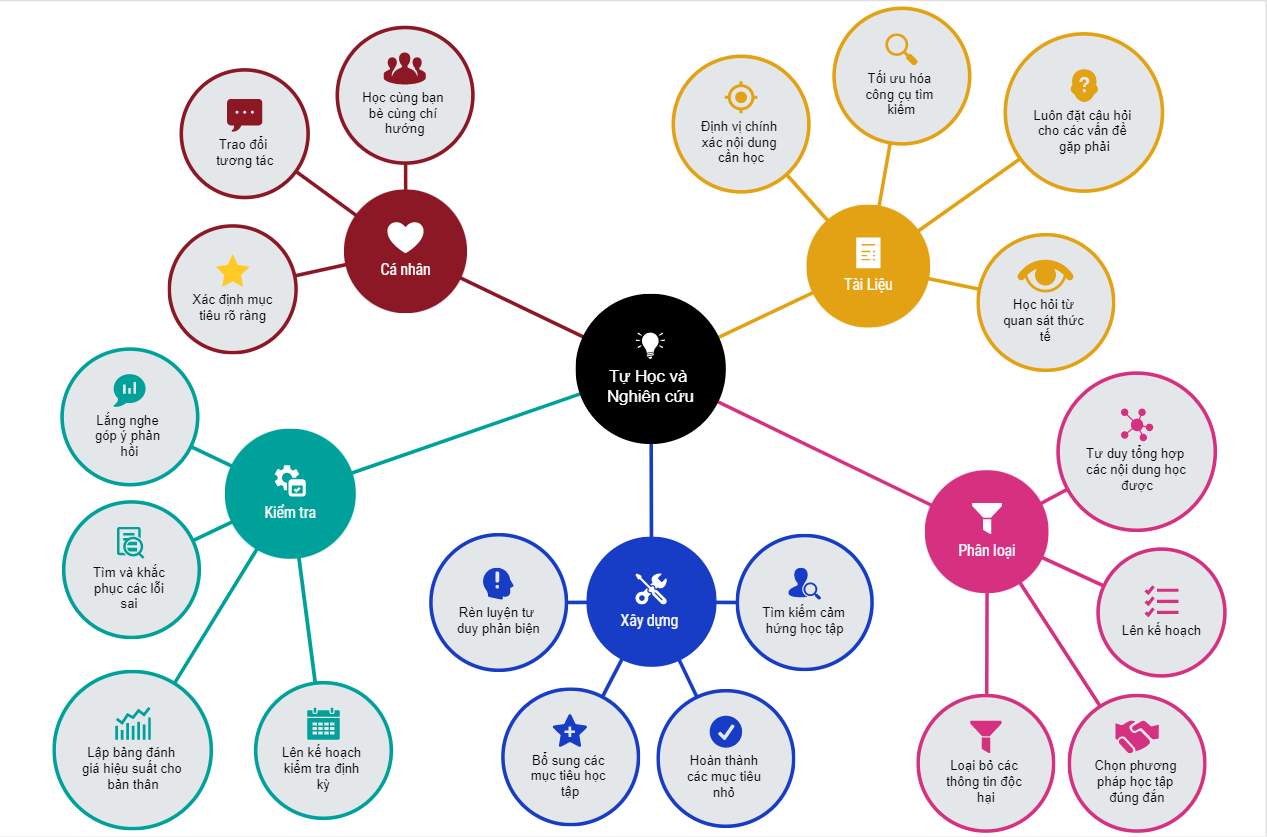 Tự Học và
Nghiên cứu
Cá nhân
Học cùng bạn
bè cùng chí
hướng
Trao đổi
tương tác
Xác định mục
tiêu rõ ràng
Tài Liệu
Định vị chính
xác nội dung
cần học
Tối ưu hóa
công cụ tìm
kiếm
Luôn đặt câu hỏi
cho các vấn đề
gặp phải
Học hỏi từ
quan sát thức
tế
Kiểm tra
Lắng nghe
góp ý phản
hồi
Tìm và khắc
phục các lỗi
sai
Lập bảng đánh
giá hiệu suất cho
bản thân
Lên kế hoạch
kiểm tra định
kỳ
Xây dựng
Rèn luyện tư
duy phản biện
Bổ sung các
mục tiêu học
tập
Hoàn thành
các mục tiêu
nhỏ
Tìm kiếm cảm
hứng học tập
Phân loại
Tư duy tổng hợp
các nội dung học
được
Lên kế hoạch
Chọn phương
pháp học tập
đúng đắn
Loại bỏ các
thông tin độc
hại